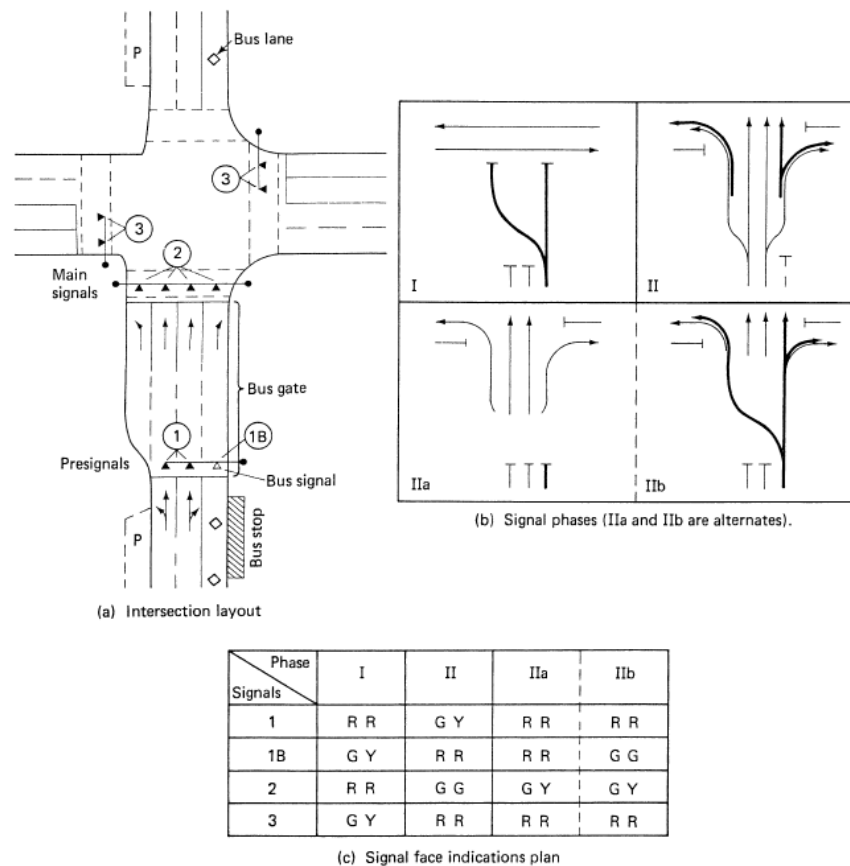 Bus lane
P
3
3
2
Main
signals
Bus gate
1
1B
Presignals
Bus signal
P
Bus stop
(a) Intersection layout
I
II
IIa
IIb
(b) Signal phases (IIa and IIb are alternates).
Phase
Signals
I II IIa IIb
1 R R G Y R R R R
1B G Y R R R R G G
2 R R G G G Y G Y
3 G Y R R R R R R
(c) Signal face indications plan